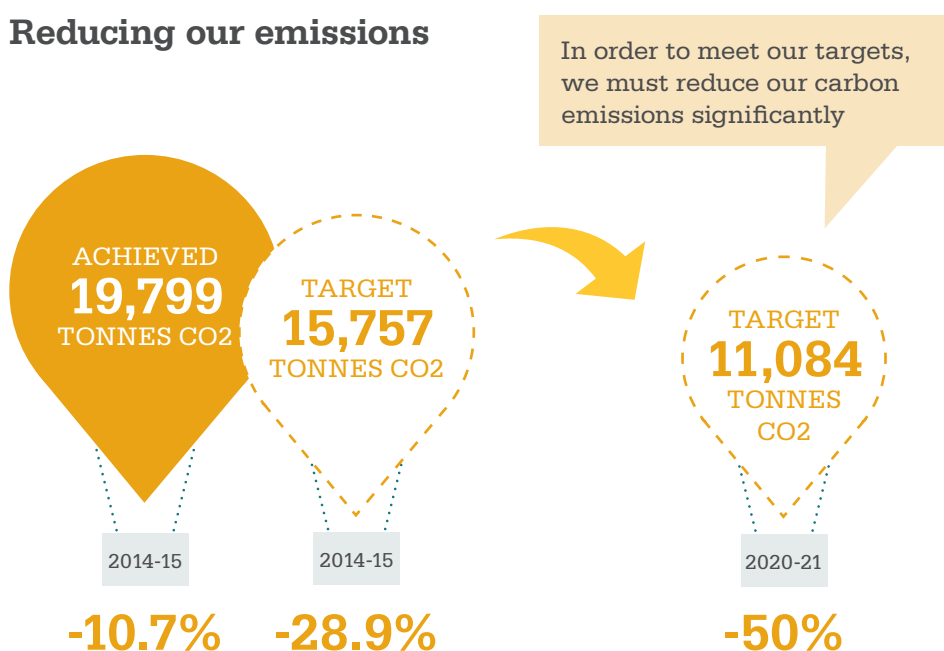 Reducing our emissions
In order to meet our targets,
we must reduce our carbon
emissions significantly
ACHIEVED
19,799
TONNES CO2
TARGET
15,757
TONNES CO2
TARGET
11,084
TONNES
CO2
2014-15
2014-15
2020-21
-10.7%
-28.9%
-50%